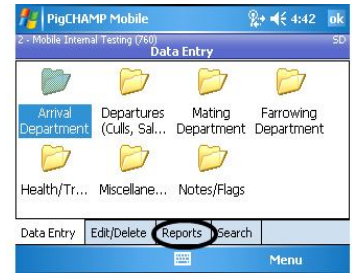 PigCHAMP Mobile 4:42 ok
2 - Mobile Internal Testing (760) SD
Data Entry
Arrival Department Departures (Culls, Sal... Mating Department Farrowing Department
Health/Tr... Miscellane... Notes/Flags
Data Entry Edit/Delete Reports Search
Menu